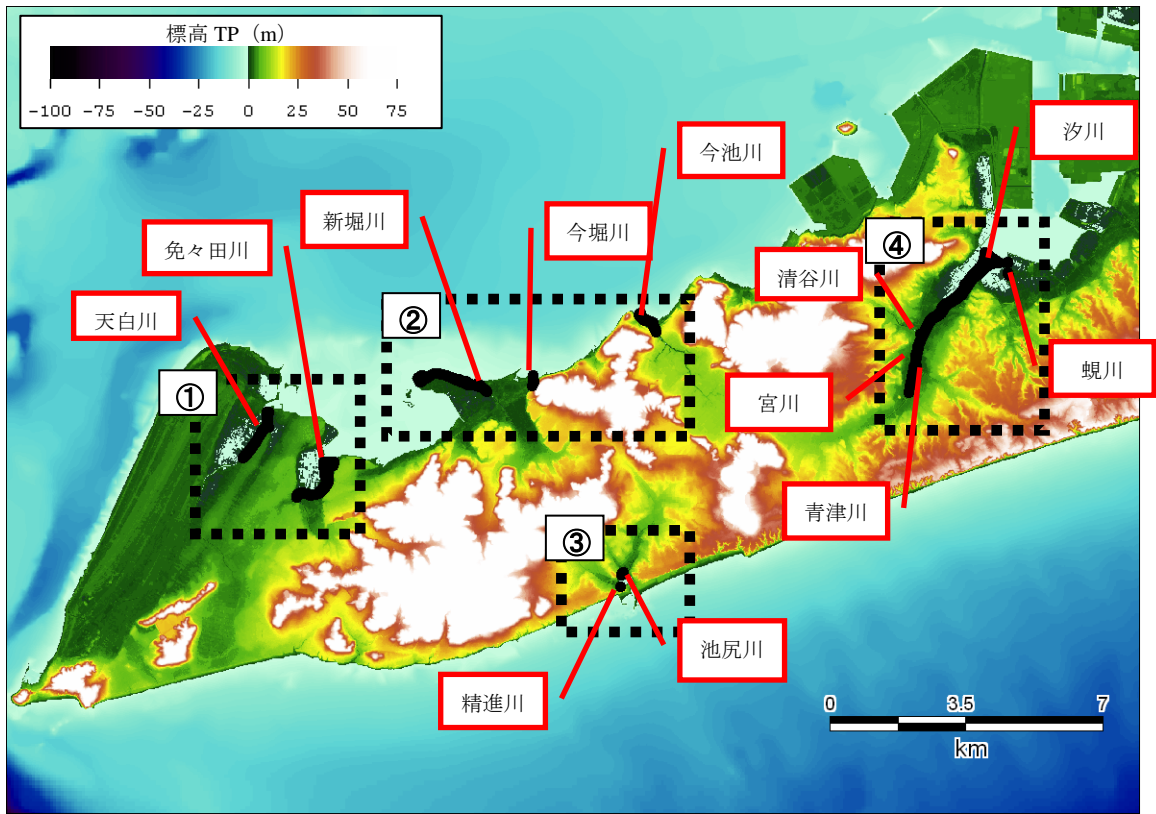 標高 TP（m）
-100 -75 -50 -25 0 25 50 75
汐川
今池川
新堀川
今堀川
免々田川
④
清谷川
天白川
②
①
蜆川
宮川
青津川
③
池尻川
精進川
0 3.5 7
km